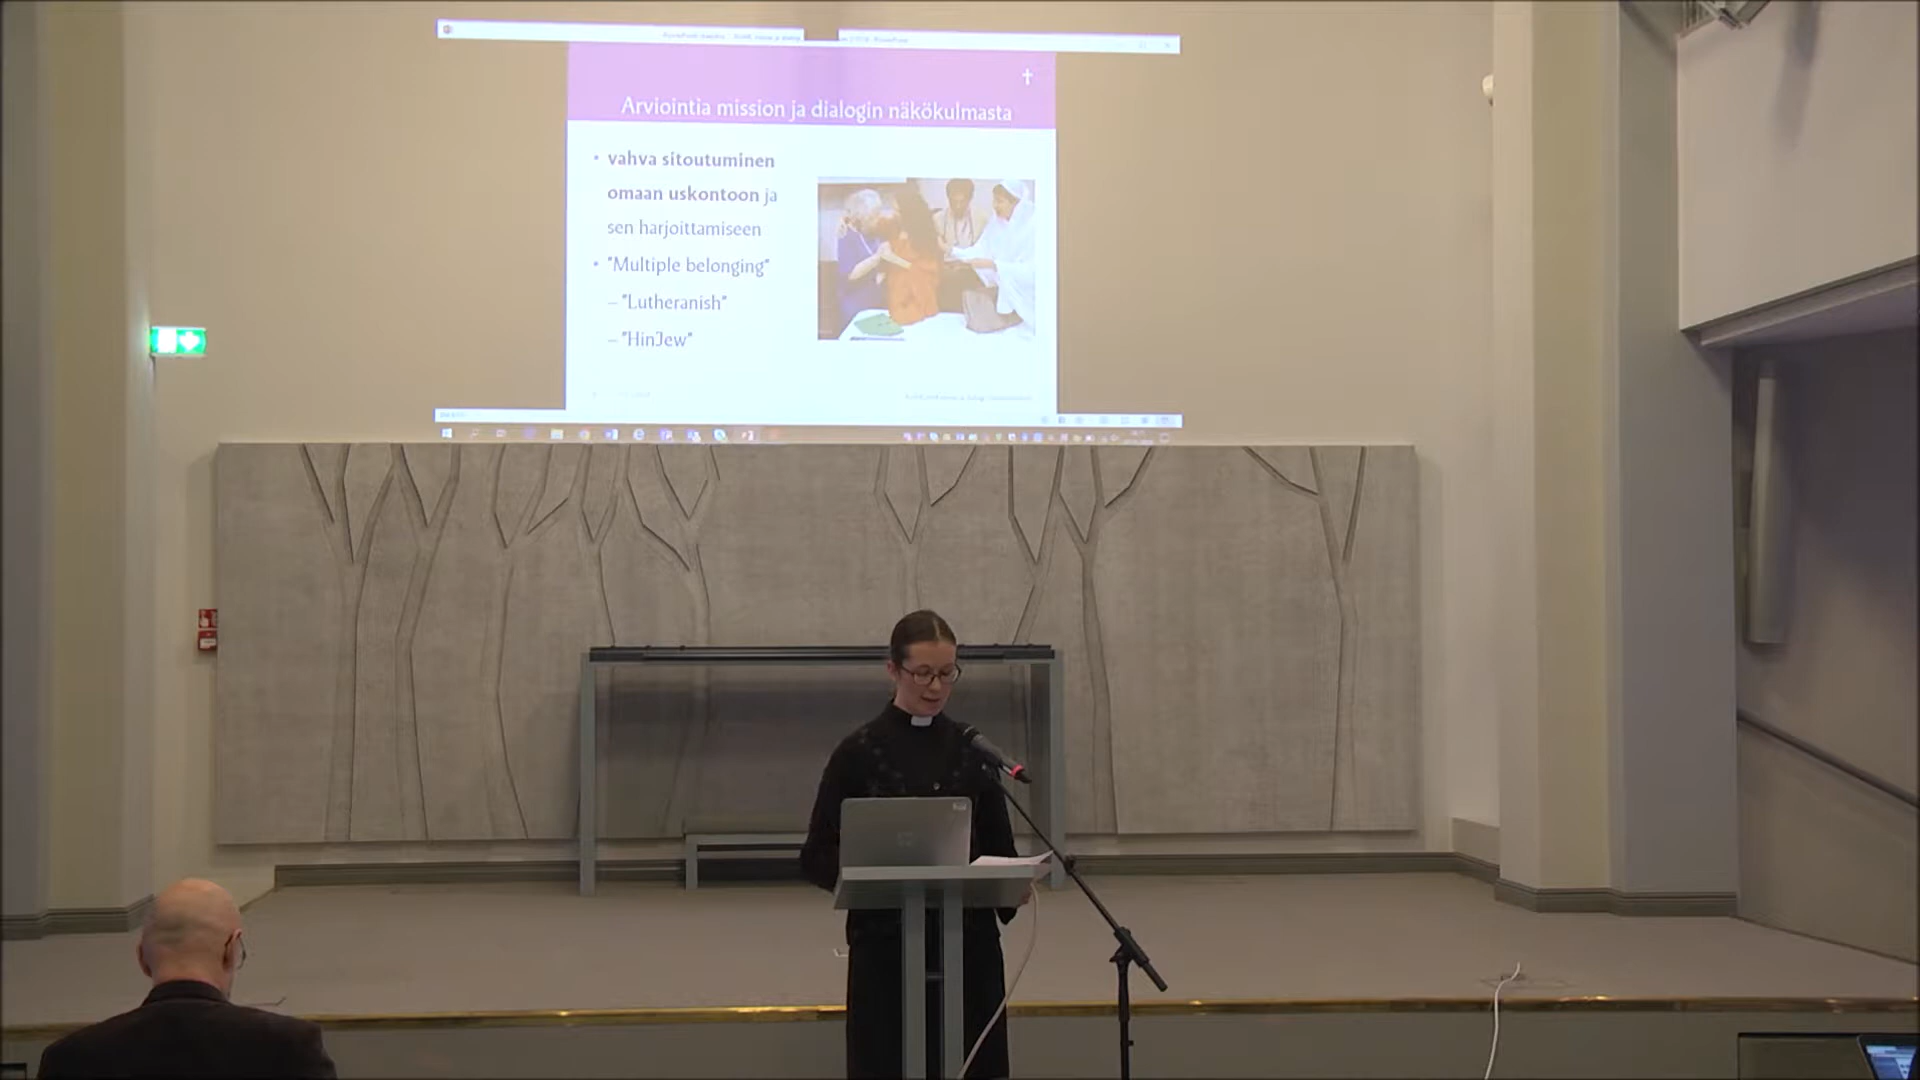 Arviointia mission ja dialogin näkökulmasta
• vahva sitoutuminen
omaan uskontoon ja
sen harjoittamiseen
• "Multiple belonging"
– "Lutheranish"
– "HinJew"